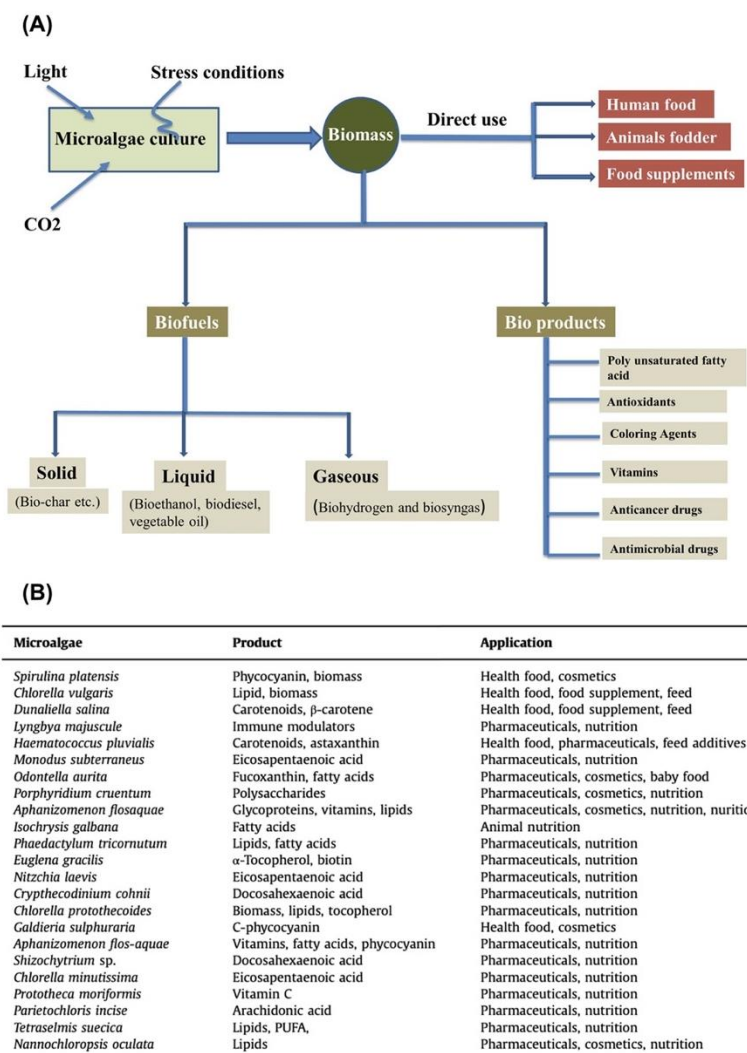 (A)
Light
Stress conditions
Microalgae culture
CO2
Biomass
Direct use
Human food
Animals fodder
Food supplements
Biofuels
Bio products
Solid
(Bio-char etc.)
Liquid
(Bioethanol, biodiesel,
vegetable oil)
Gaseous
(Biohydrogen and biosyngas)
Poly unsaturated fatty
acid
Antioxidants
Coloring Agents
Vitamins
Anticancer drugs
Antimicrobial drugs
(B)
Microalgae Product Application
Spirulina platensis Phycocyanin, biomass Health food, cosmetics
Chlorella vulgaris Lipid, biomass Health food, food supplement, feed
Dunaliella salina Carotenoids, β-carotene Health food, food supplement, feed
Lyngbya majuscule Immune modulators Pharmaceuticals, nutrition
Haematococcus pluvialis Carotenoids, astaxanthin Health food, pharmaceuticals, feed additives
Monodus subterraneus Eicosapentaenoic acid Pharmaceuticals, nutrition
Odontella aurita Fucoxanthin, fatty acids Pharmaceuticals, cosmetics, baby food
Porphyridium cruentum Polysaccharides Pharmaceuticals, cosmetics, nutrition
Aphanizomenon flosaquae Glycoproteins, vitamins, lipids Pharmaceuticals, cosmetics, nutrition, nuritio
Isochrysis galbana Fatty acids Animal nutrition
Phaedactylum tricornutum Lipids, fatty acids Pharmaceuticals, nutrition
Euglena gracilis α-Tocopherol, biotin Pharmaceuticals, nutrition
Nitzchia laevis Eicosapentaenoic acid Pharmaceuticals, nutrition
Crypthecodinium cohnii Docosahexaenoic acid Pharmaceuticals, nutrition
Chlorella protothecoides Biomass, lipids, tocopherol Pharmaceuticals, nutrition
Galdieria sulphuraria C-phycocyanin Health food, cosmetics
Aphanizomenon flos-aquae Vitamins, fatty acids, phycocyanin Pharmaceuticals, nutrition
Shizochytrium sp. Docosahexaenoic acid Pharmaceuticals, nutrition
Chlorella minutissima Eicosapentaenoic acid Pharmaceuticals, nutrition
Prototheca moriformis Vitamin C Pharmaceuticals, nutrition
Parietochloris incise Arachidonic acid Pharmaceuticals, nutrition
Tetraselmis suecica Lipids, PUFA, Pharmaceuticals, nutrition
Nannochloropsis oculata Lipids Pharmaceuticals, cosmetics, nutrition